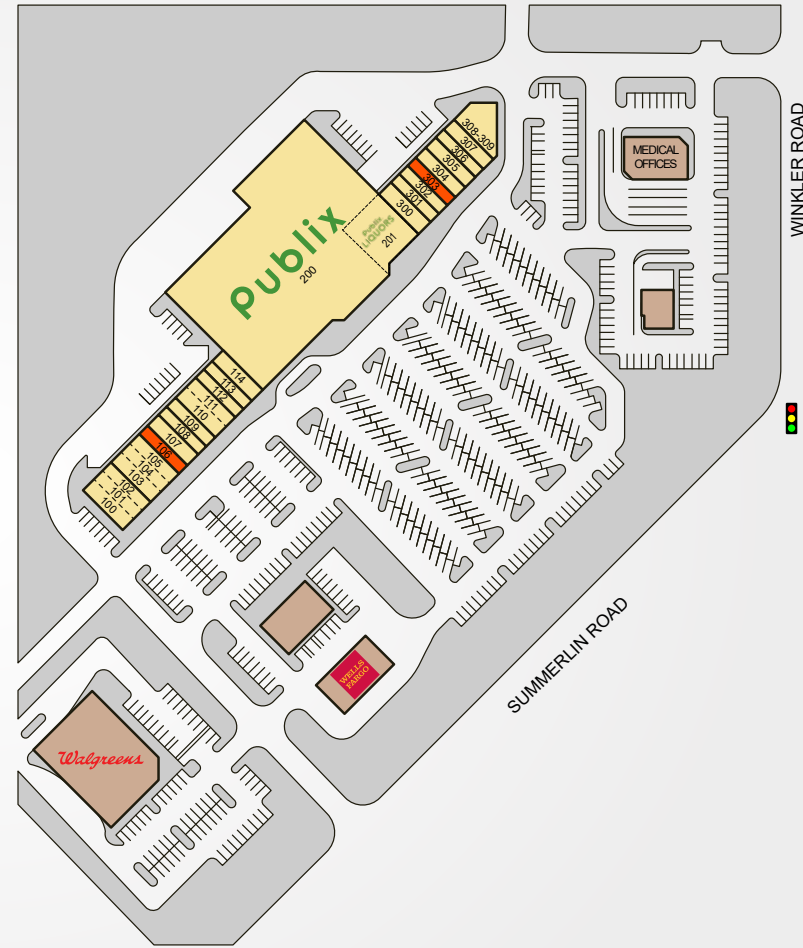 WINKLER ROAD
MEDICAL
OFFICES
308-309
307
306
305
304
303
302
301
300
Publix
LIQUORS
201
Publix
200
114
113
112
111
110
109
108
107
106
105
104
103
102
101
100
WELLS
FARGO
SUMMERLIN ROAD
Walgreens